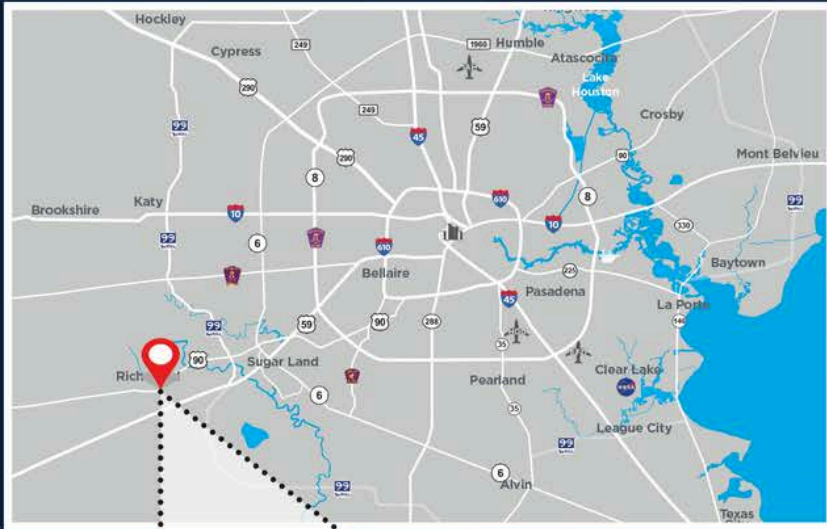 Hockley
249
1960
Humble
Cypress
Atascocita
290
Lake
Houston
249
Crosby
99
45
59
90
290
Mont Belvieu
8
8
99
Katy
610
Brookshire
10
10
330
99
6
610
Baytown
Bellaire
225
Pasadena
45
La Porte
99
59
90
288
146
35
90
Sugar Land
Clear Lake
Pearland
6
35
League City
99
6
99
Alvin
Texas